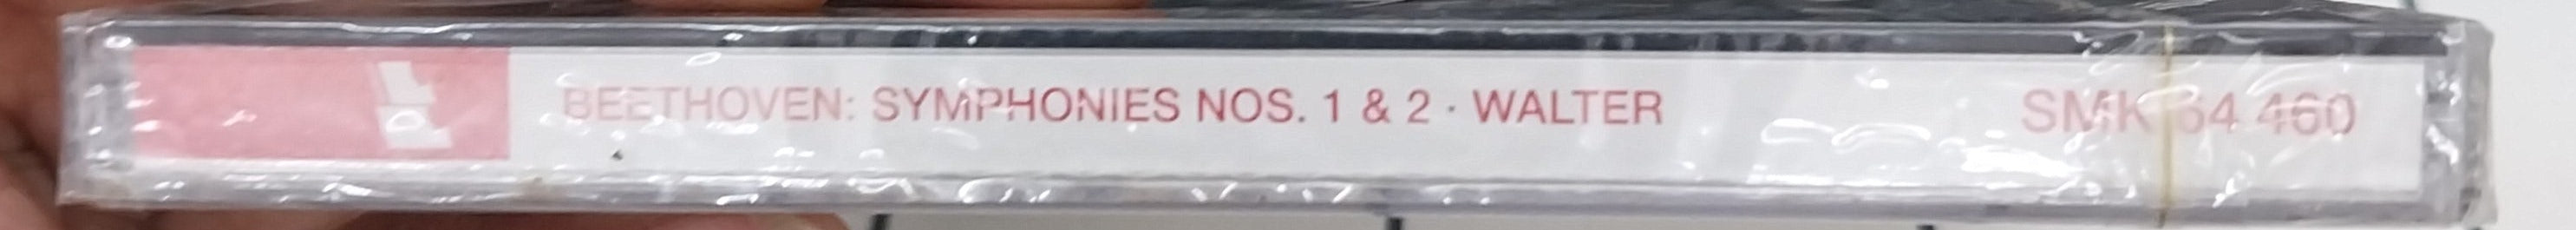 BEETHOVEN: SYMPHONIES NOS. 1 & 2 · WALTER
SMK 64 460